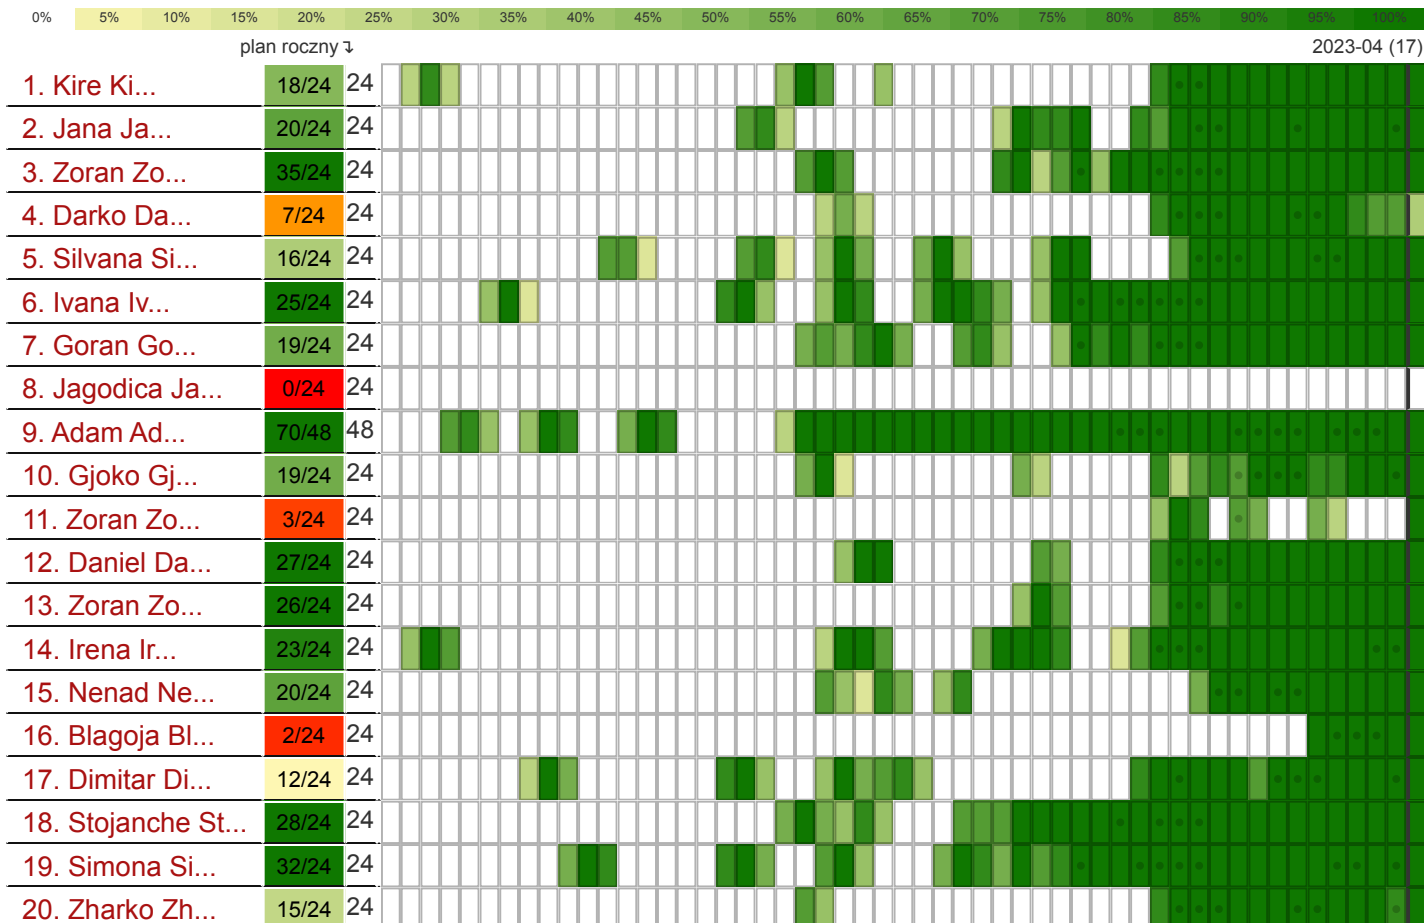 0% 5% 10% 15% 20% 25% 30% 35% 40% 45% 50% 55% 60% 65% 70% 75% 80% 85% 90% 95% 100%
plan roczny ↴ 2023-04 (17)
1. Kire Ki... 18/24 24
2. Jana Ja... 20/24 24
3. Zoran Zo... 35/24 24
4. Darko Da... 7/24 24
5. Silvana Si... 16/24 24
6. Ivana Iv... 25/24 24
7. Goran Go... 19/24 24
8. Jagodica Ja... 0/24 24
9. Adam Ad... 70/48 48
10. Gjoko Gj... 19/24 24
11. Zoran Zo... 3/24 24
12. Daniel Da... 27/24 24
13. Zoran Zo... 26/24 24
14. Irena Ir... 23/24 24
15. Nenad Ne... 20/24 24
16. Blagoja Bl... 2/24 24
17. Dimitar Di... 12/24 24
18. Stojanche St... 28/24 24
19. Simona Si... 32/24 24
20. Zharko Zh... 15/24 24